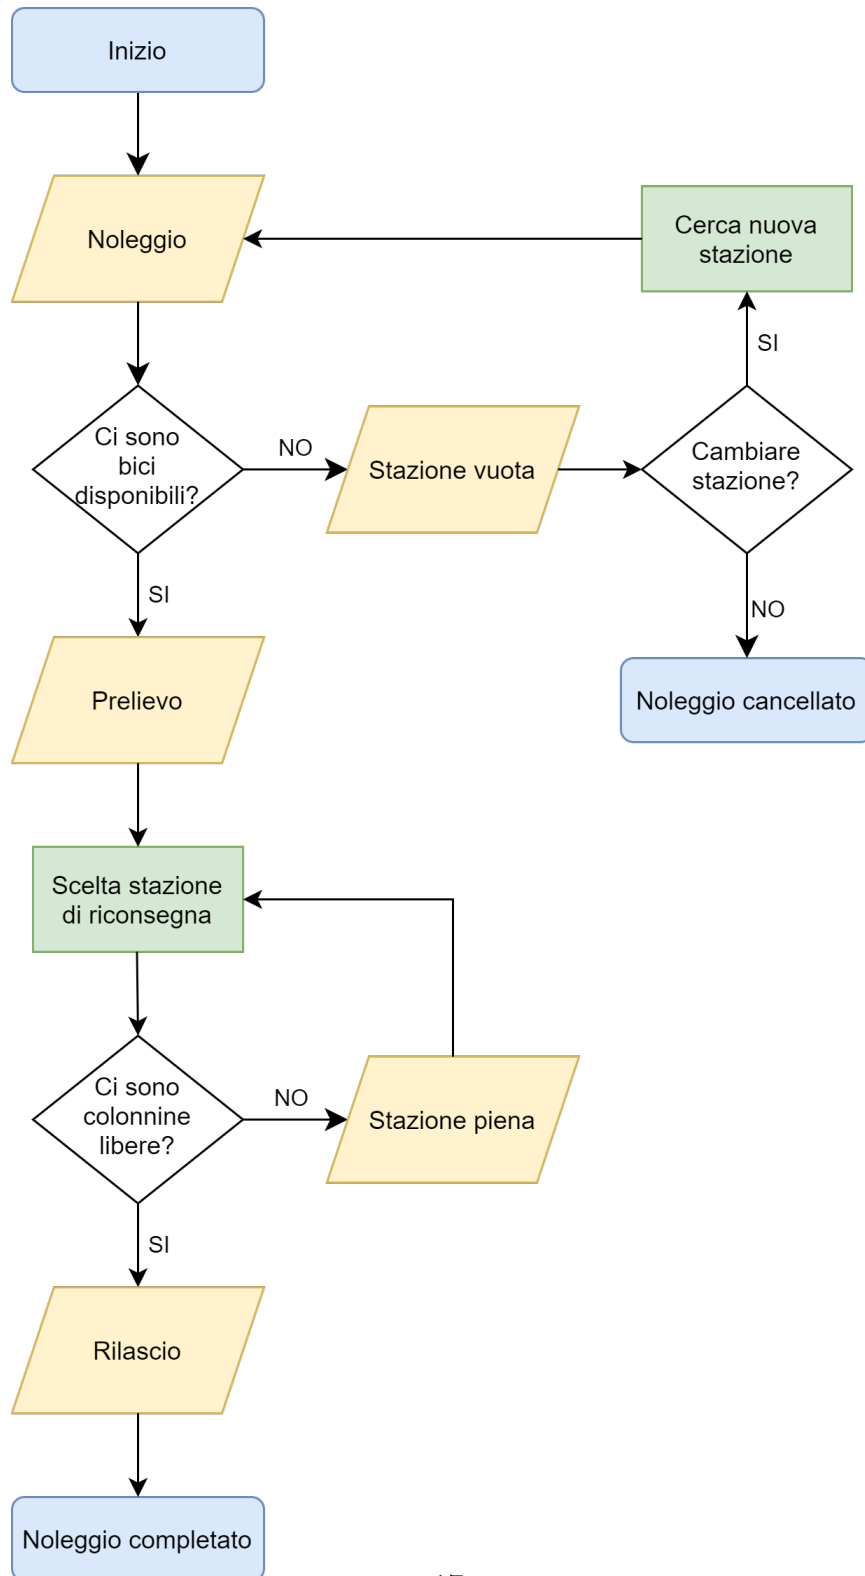 Inizio
Noleggio
Cerca nuova
stazione
SI
Ci sono
bici
disponibili?
NO
Stazione vuota
Cambiare
stazione?
SI
NO
Prelievo
Noleggio cancellato
Scelta stazione
di riconsegna
Ci sono
colonnine
libere?
NO
Stazione piena
SI
Rilascio
Noleggio completato